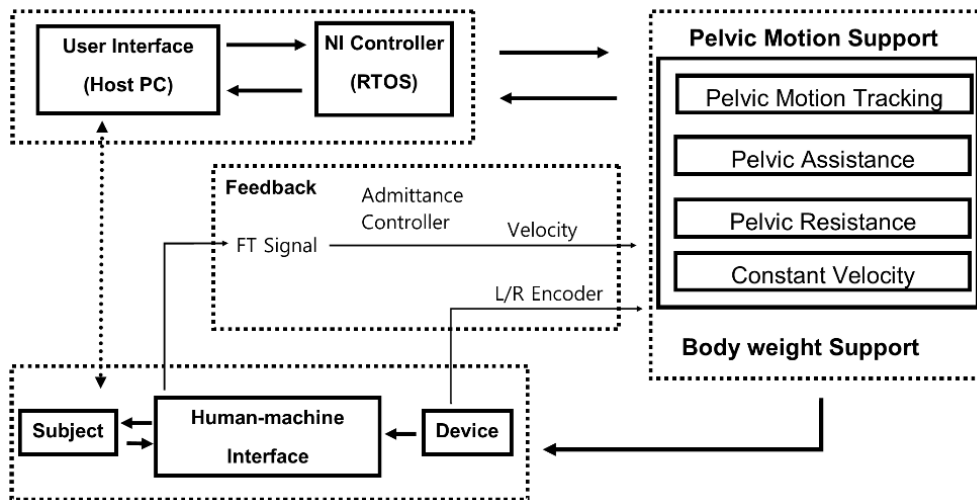 User Interface
(Host PC)
NI Controller
(RTOS)
Pelvic Motion Support
Pelvic Motion Tracking
Pelvic Assistance
Pelvic Resistance
Constant Velocity
Body weight Support
Feedback
Admittance
Controller
FT Signal
Velocity
L/R Encoder
Subject
Human-machine
Interface
Device